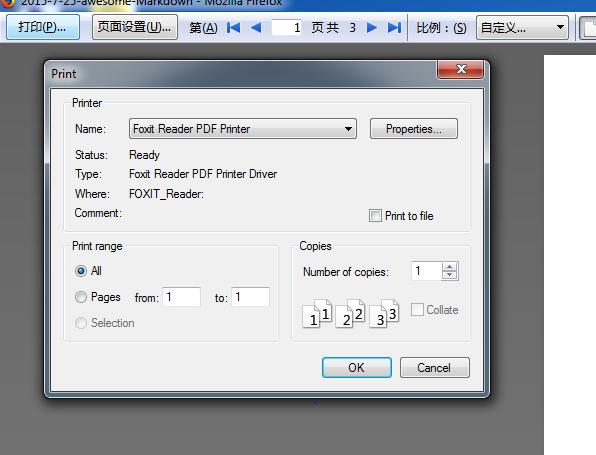 2015-7-25-awesome-Markdown - Mozilla Firefox
打印(P)... 页面设置(U)... 第(A) 1 页 共 3 比例：(S) 自定义...
Print
Printer
Name: Foxit Reader PDF Printer Properties...
Status: Ready
Type: Foxit Reader PDF Printer Driver
Where: FOXIT_Reader:
Comment: Print to file
Print range Copies
All Number of copies: 1
Pages from: 1 to: 1
1 1 2 2 3 3 Collate
Selection
OK Cancel